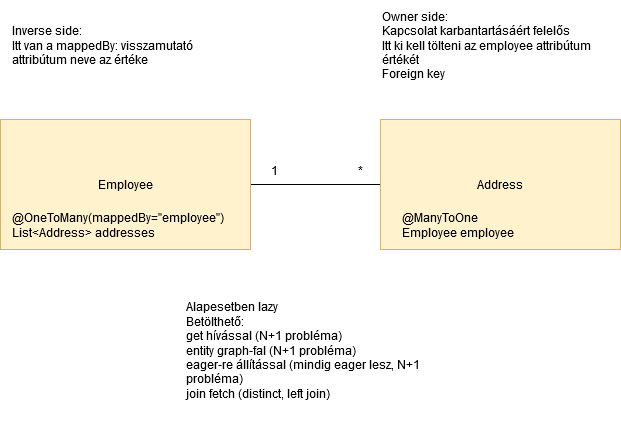 Inverse side:
Itt van a mappedBy: visszamutató
attribútum neve az értéke
Owner side:
Kapcsolat karbantartásáért felelős
Itt ki kell tölteni az employee attribútum
értékét
Foreign key
Employee
@OneToMany(mappedBy="employee")
List<Address> addresses
1
*
Address
@ManyToOne
Employee employee
Alapesetben lazy
Betölthető:
get hívással (N+1 probléma)
entity graph-fal (N+1 probléma)
eager-re állítással (mindig eager lesz, N+1
probléma)
join fetch (distinct, left join)